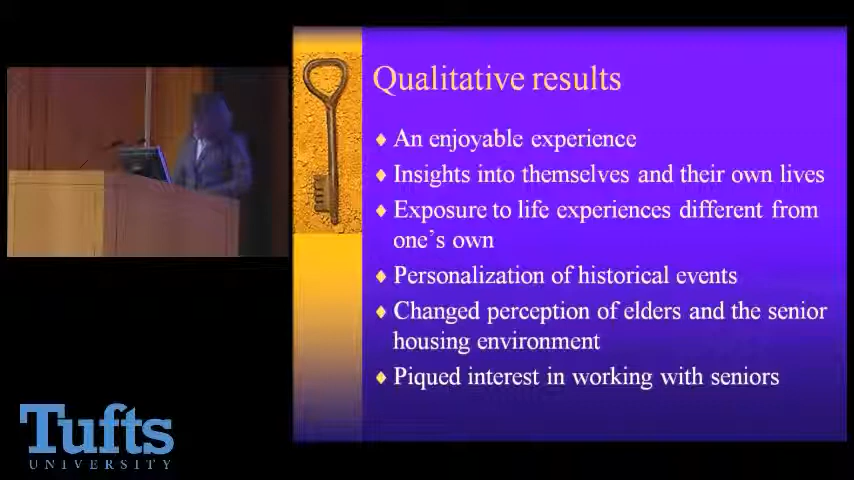 Qualitative results
An enjoyable experience
Insights into themselves and their own lives
Exposure to life experiences different from
one's own
Personalization of historical events
Changed perception of elders and the senior
housing environment
Piqued interest in working with seniors
Tufts
UNIVERSITY